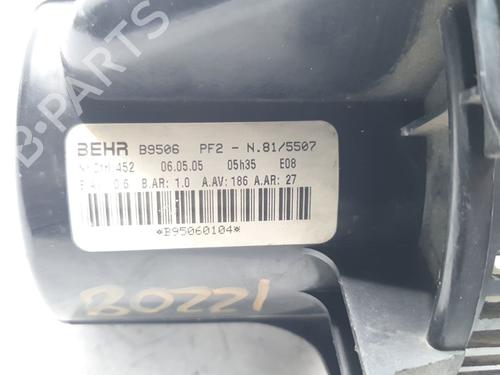 BEHR B9506 PF2 - N.81/5507
452 06.05.05 05h35 E08
B.AR: 1.0 A.AV: 186 A.AR: 27
*B95060104*
B0221